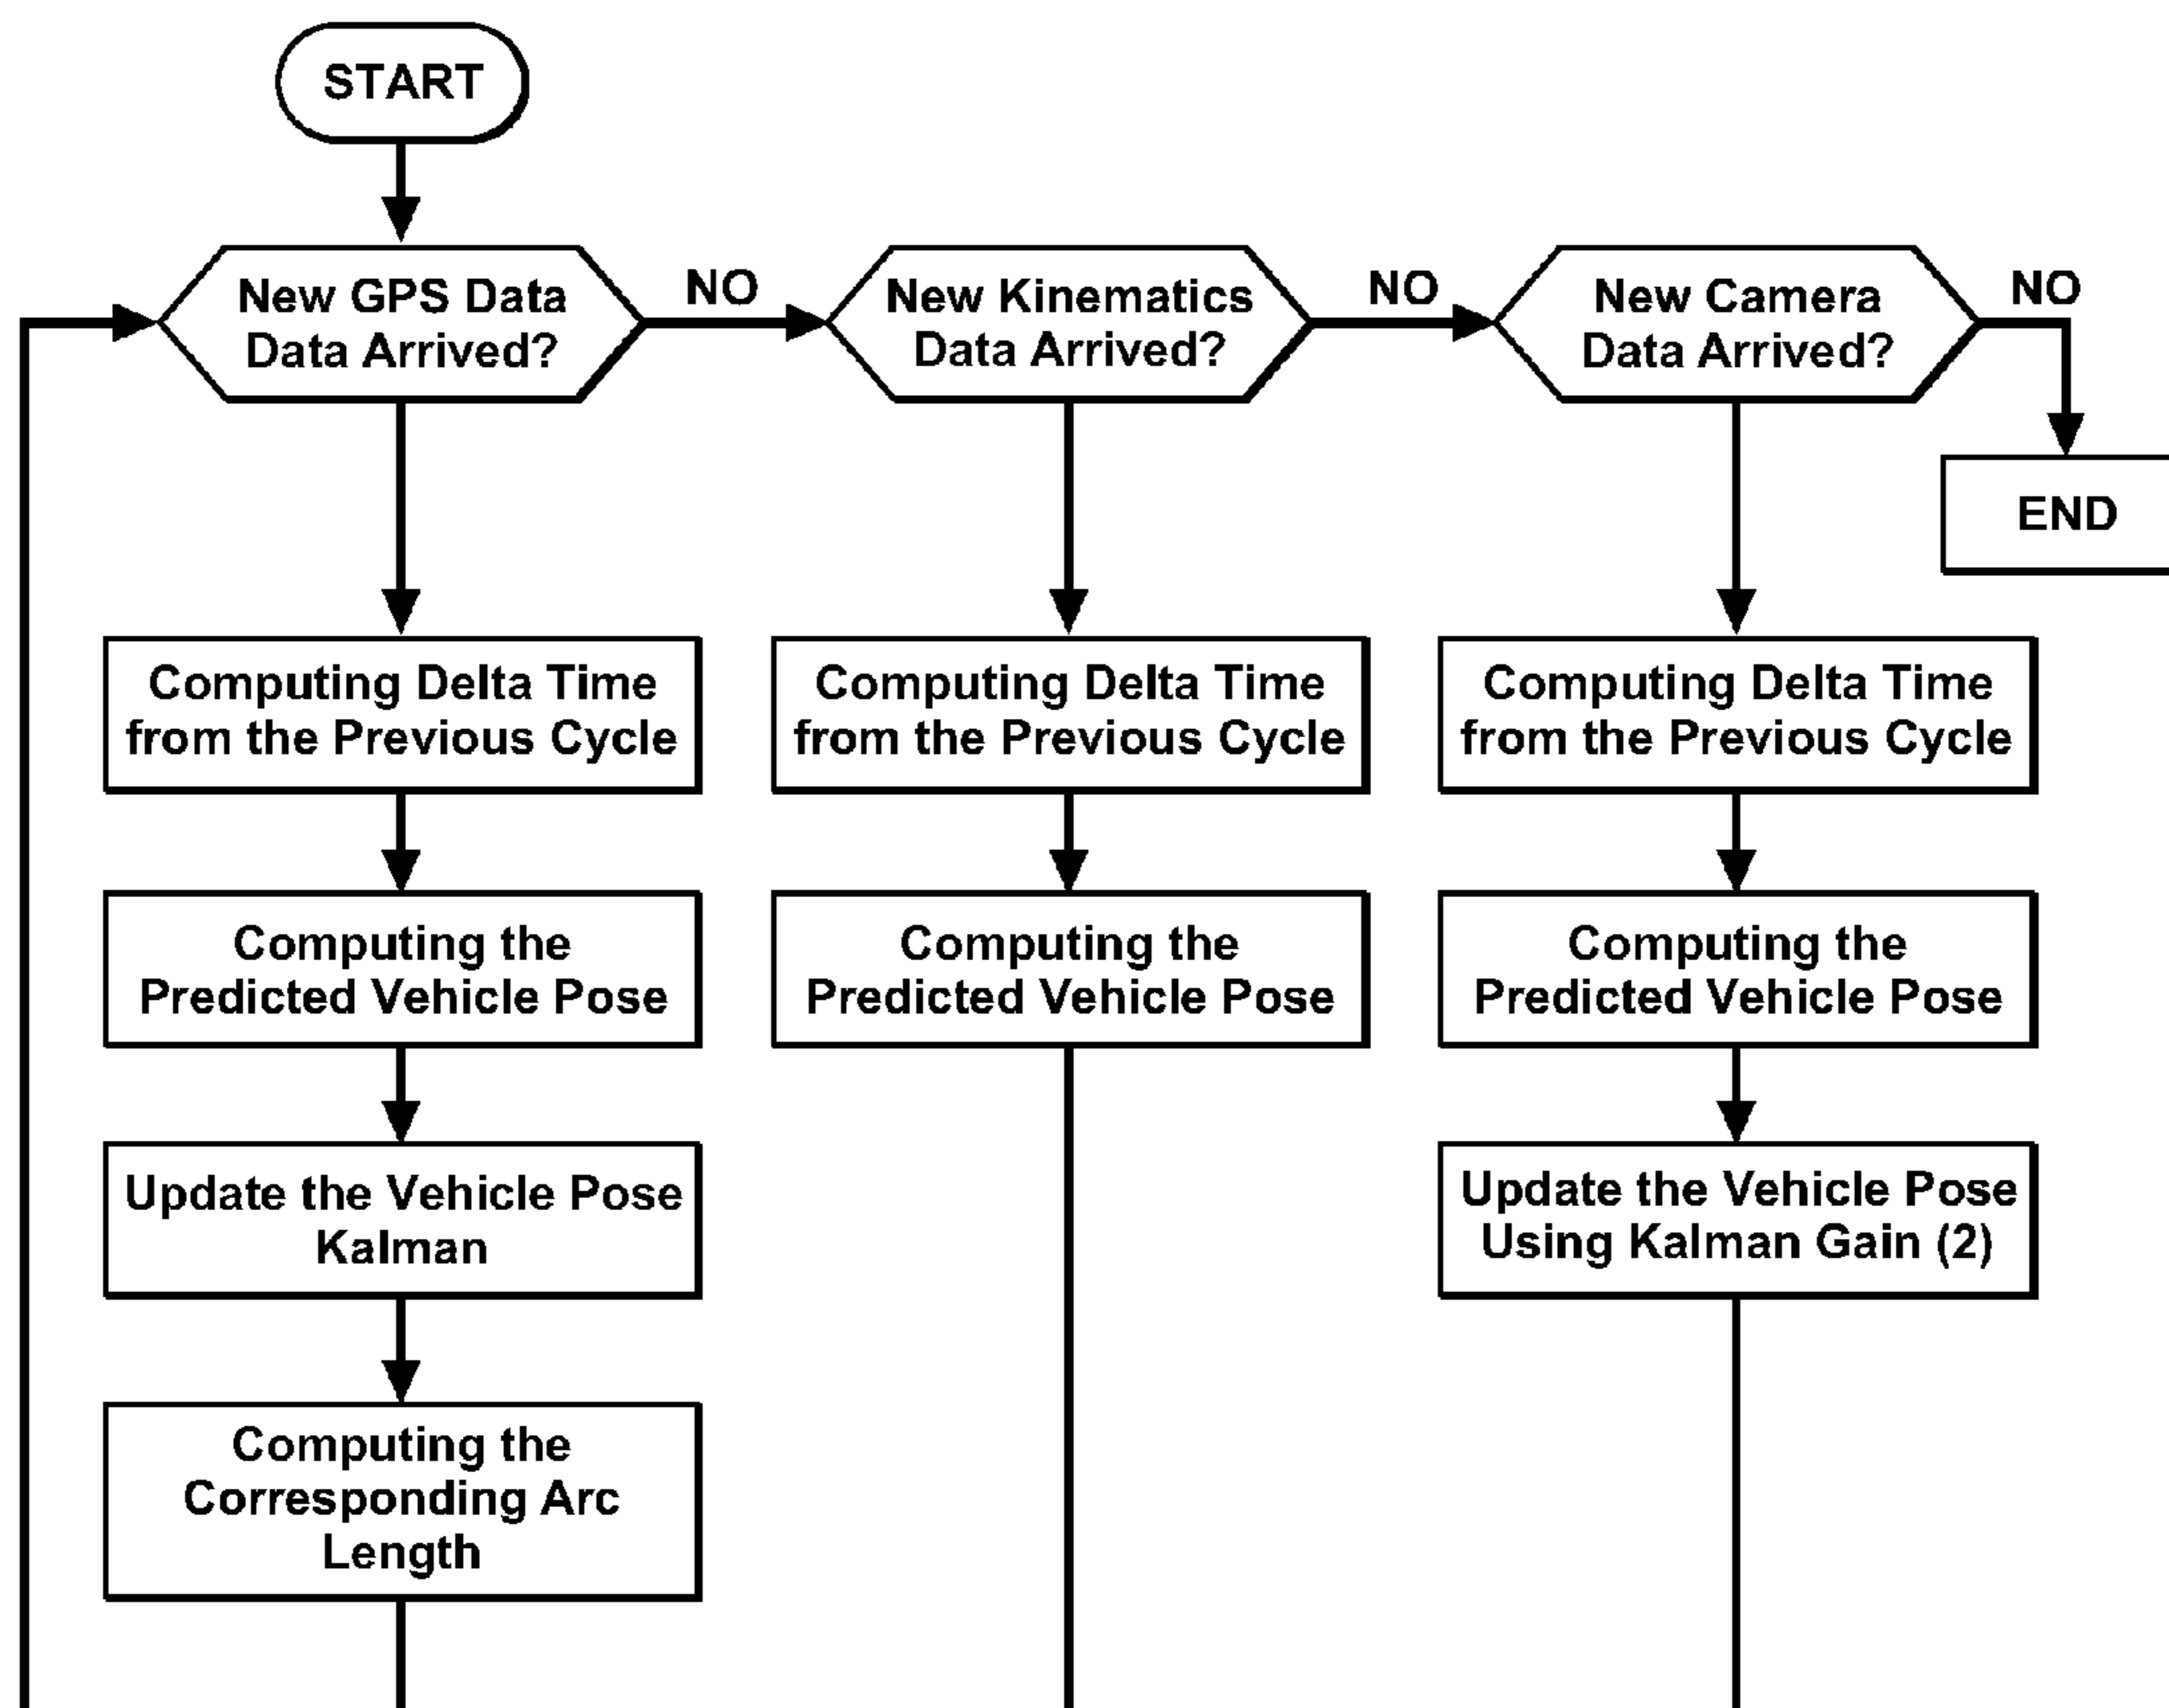 START
New GPS Data
Data Arrived?
NO
New Kinematics
Data Arrived?
NO
New Camera
Data Arrived?
NO
END
Computing Delta Time
from the Previous Cycle
Computing Delta Time
from the Previous Cycle
Computing Delta Time
from the Previous Cycle
Computing the
Predicted Vehicle Pose
Computing the
Predicted Vehicle Pose
Computing the
Predicted Vehicle Pose
Update the Vehicle Pose
Kalman
Update the Vehicle Pose
Using Kalman Gain (2)
Computing the
Corresponding Arc
Length